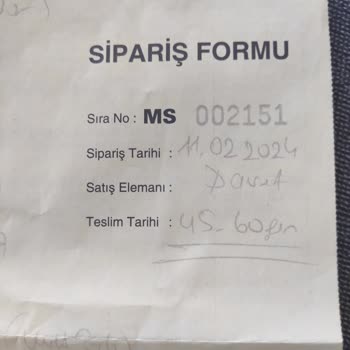 SİPARİŞ FORMU
Sıra No : MS 002151
Sipariş Tarihi : 11.02.2024
Satış Elemanı : Davut
Teslim Tarihi : 45-60 gün